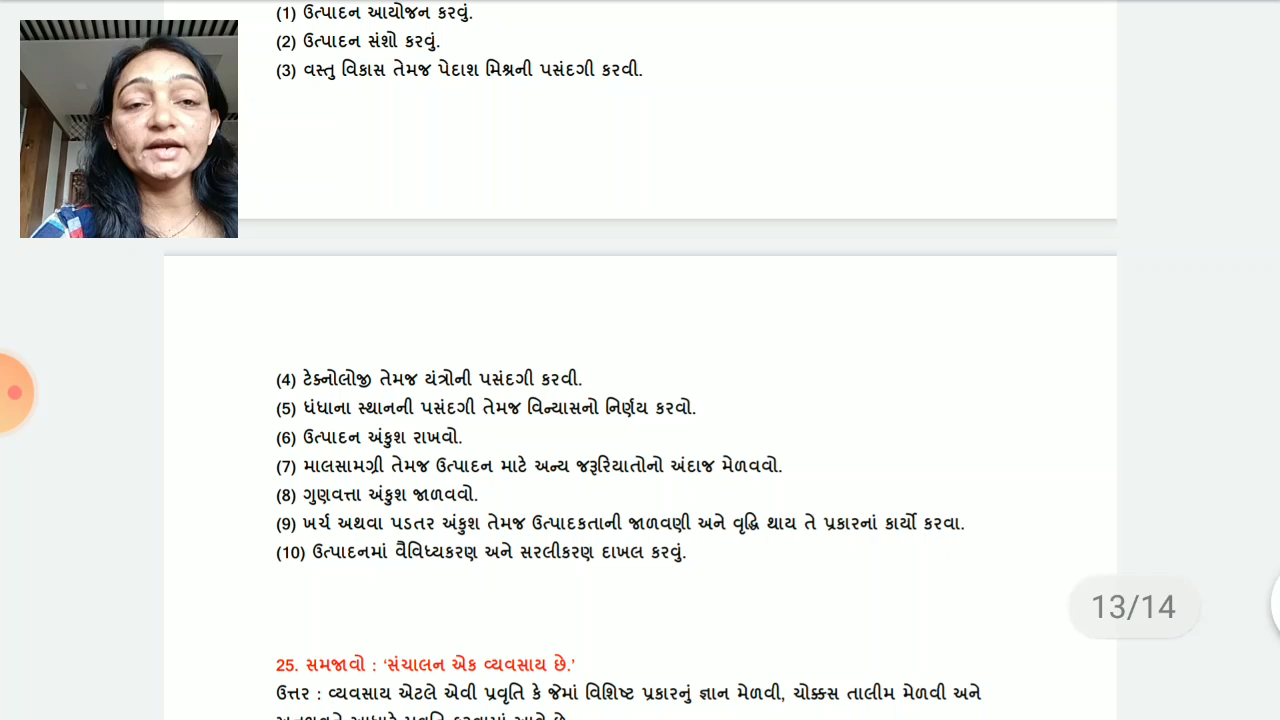 (1) ઉત્પાદન આયોજન કરવું.
(2) ઉત્પાદન સંશો કરવું.
(3) વસ્તુ વિકાસ તેમજ પેદાશ મિશ્રની પસંદગી કરવી.
(4) ટેક્નોલોજી તેમજ યંત્રોની પસંદગી કરવી.
(5) ધંધાના સ્થાનની પસંદગી તેમજ વિન્યાસનો નિર્ણય કરવો.
(6) ઉત્પાદન અંકુશ રાખવો.
(7) માલસામગ્રી તેમજ ઉત્પાદન માટે અન્ય જરૂરિયાતોનો અંદાજ મેળવવો.
(8) ગુણવત્તા અંકુશ જાળવવો.
(9) ખર્ચ અથવા પડતર અંકુશ તેમજ ઉત્પાદકતાની જાળવણી અને વૃદ્ધિ થાય તે પ્રકારનાં કાર્યો કરવા.
(10) ઉત્પાદનમાં વૈવિધ્યકરણ અને સરલીકરણ દાખલ કરવું.
13/14
25. સમજાવો : ‘સંચાલન એક વ્યવસાય છે.’
ઉત્તર : વ્યવસાય એટલે એવી પ્રવૃતિ કે જેમાં વિશિષ્ટ પ્રકારનું જ્ઞાન મેળવી, ચોક્ક્સ તાલીમ મેળવી અને